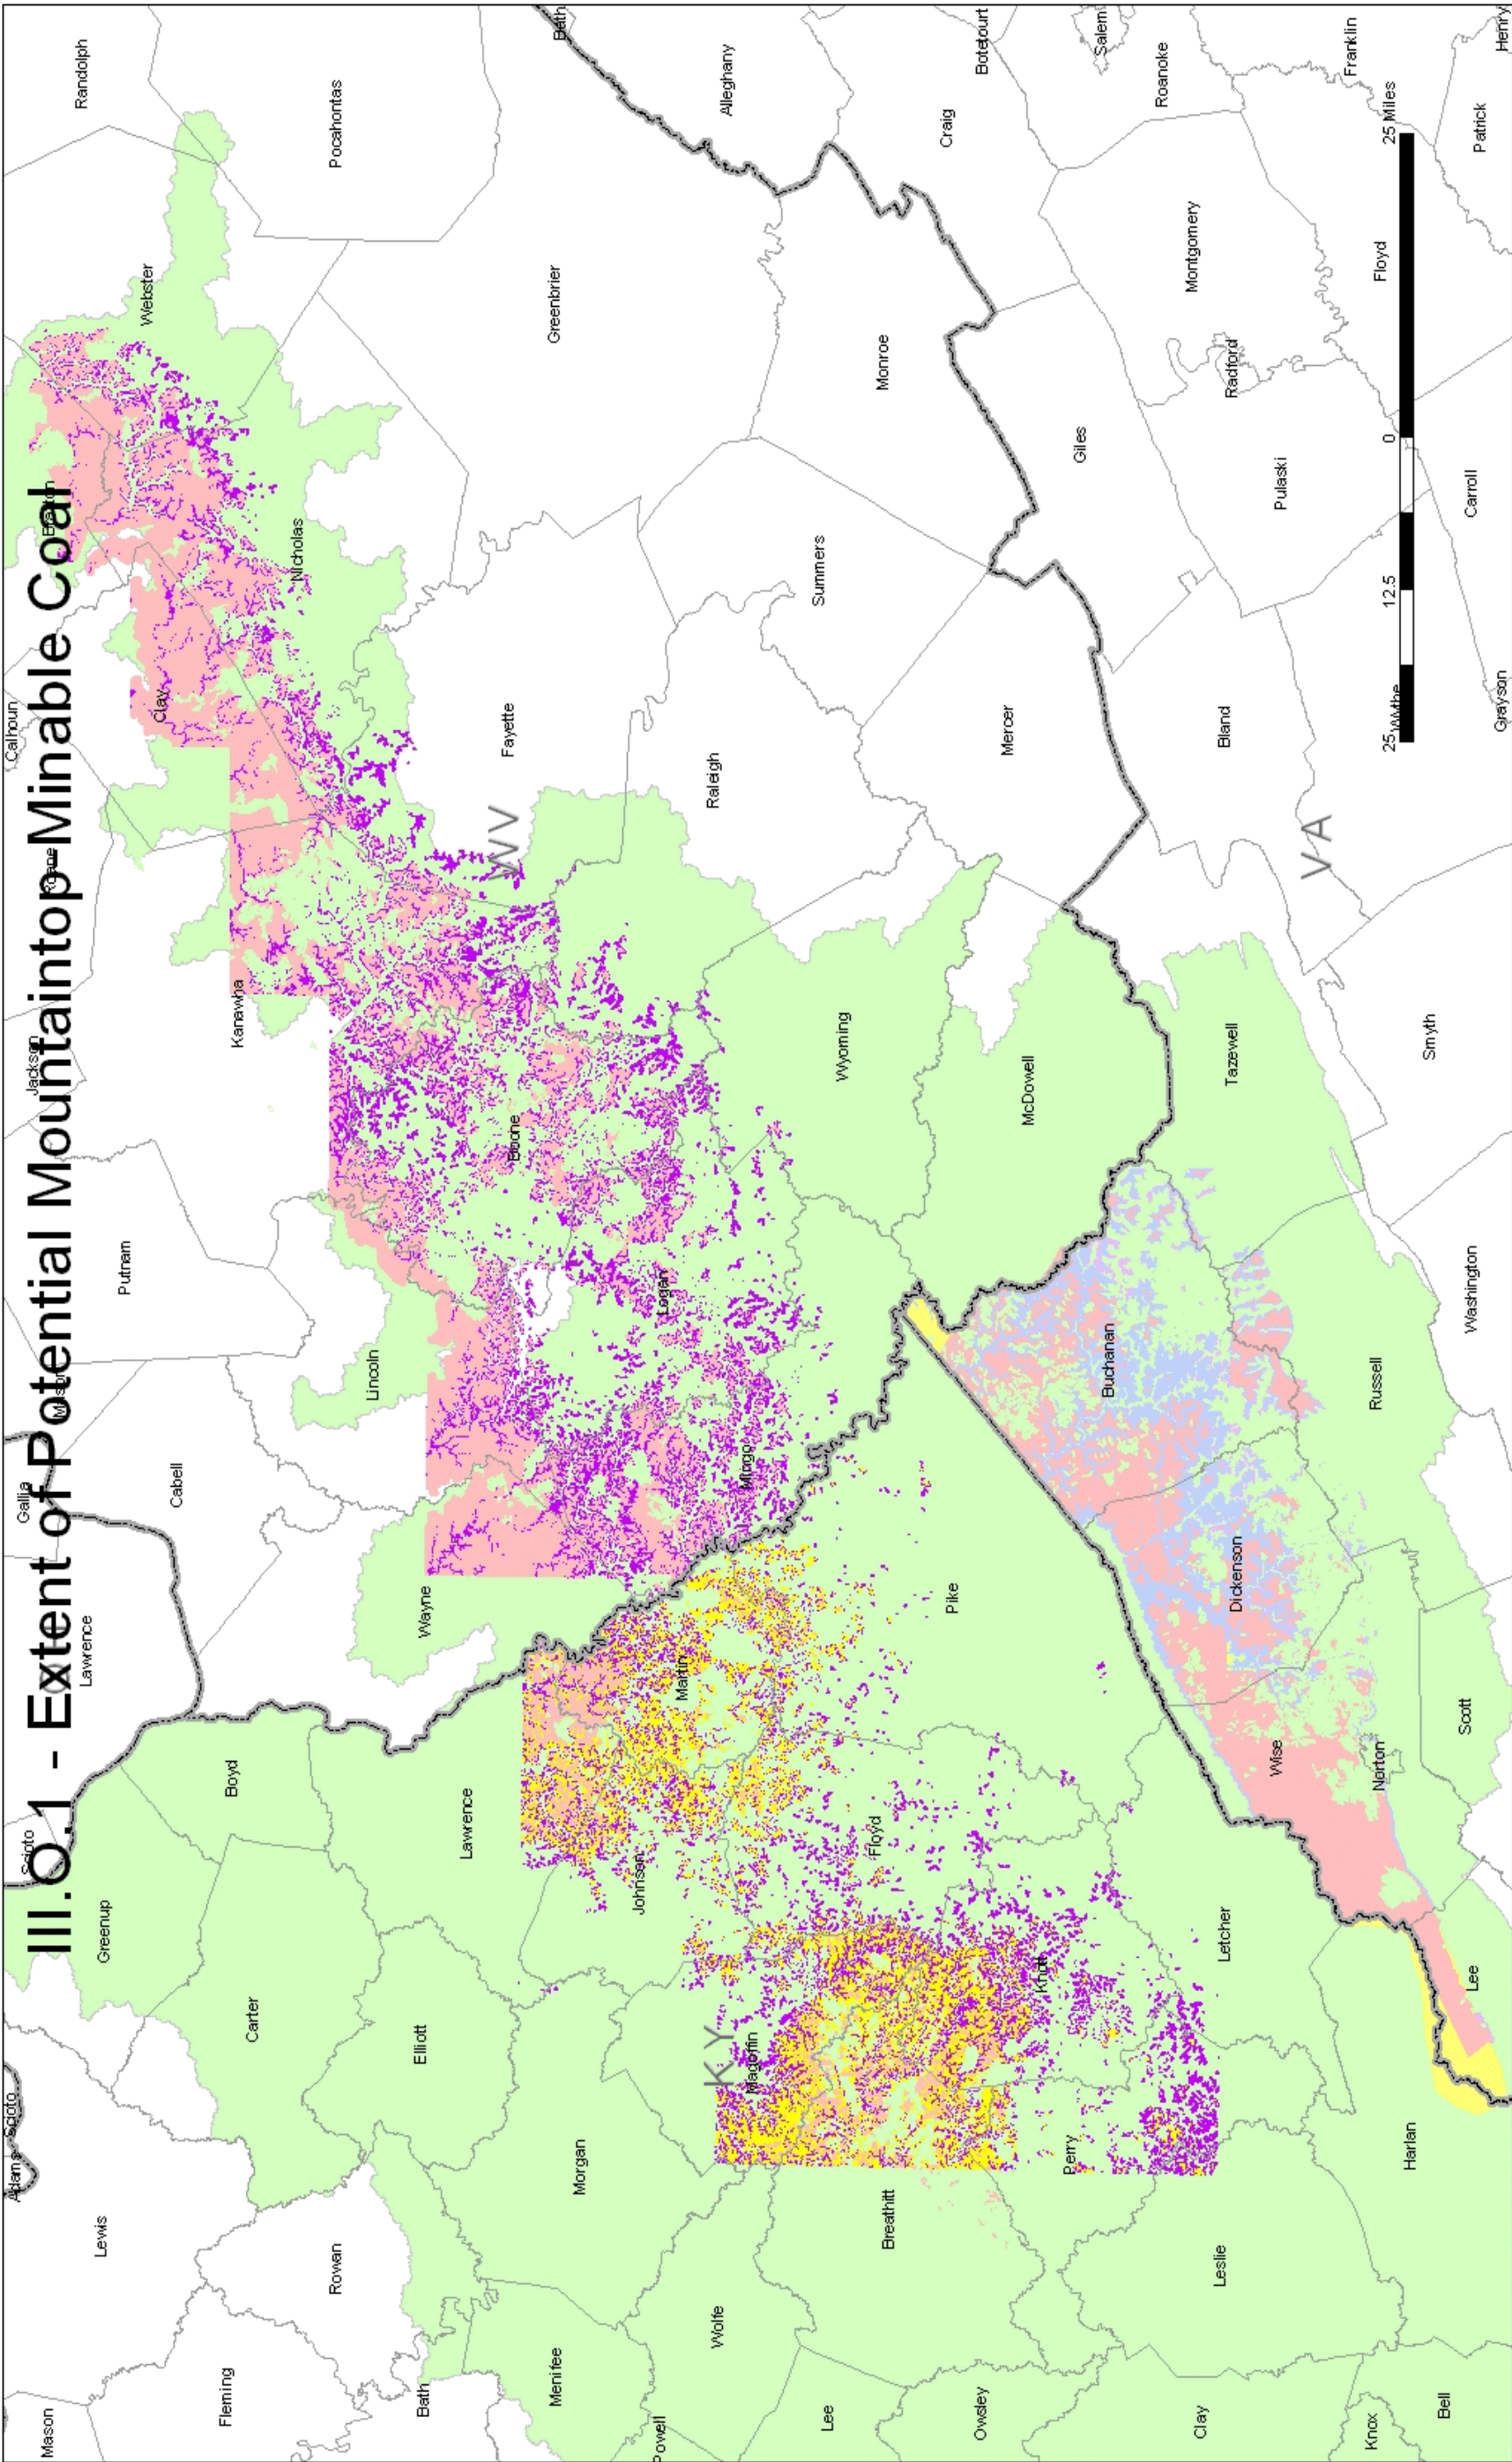 III.O.1 - Extent of Potential Mountaintop-Minable Coal
Adams
Scioto
Scioto
Gallia
Calhoun
Mason
Jackson
Mason
Roane
Braxton
Lewis
Greenup
Lawrence
Putnam
Clay
Webster
Randolph
Fleming
Rowan
Carter
Boyd
Cabell
Kanawha
Nicholas
Pocahontas
Bath
Elliott
Lawrence
Wayne
Lincoln
Boone
WV
Fayette
Greenbrier
Bath
Menifee
Morgan
Johnson
Martin
Logan
Raleigh
Alleghany
Powell
Wolfe
KY
Magoffin
Mingo
Wyoming
Summers
Monroe
Lee
Breathitt
Floyd
Pike
McDowell
Mercer
Craig
Botetourt
Owsley
Perry
Knott
Buchanan
Giles
Salem
Clay
Leslie
Letcher
Dickenson
Tazewell
Bland
Radford
Montgomery
Roanoke
Wise
VA
Pulaski
Knox
Norton
Russell
Floyd
Franklin
Bell
Harlan
Lee
Scott
Washington
Smyth
Wythe
Grayson
Carroll
Patrick
Henry
25 12.5 0 25 Miles